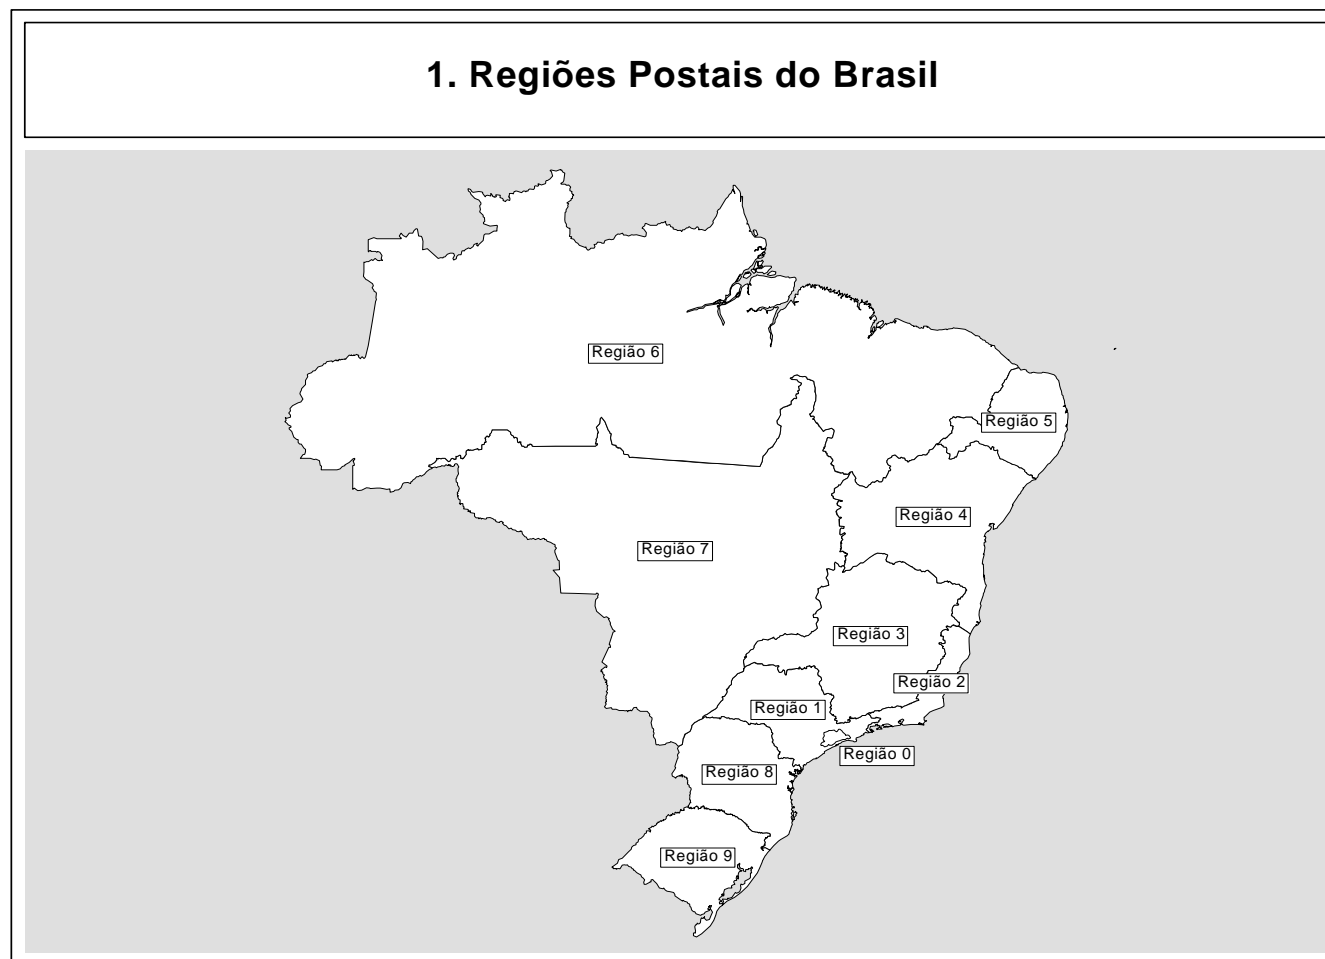 1. Regiões Postais do Brasil
Região 6
Região 5
Região 4
Região 7
Região 3
Região 2
Região 1
Região 0
Região 8
Região 9